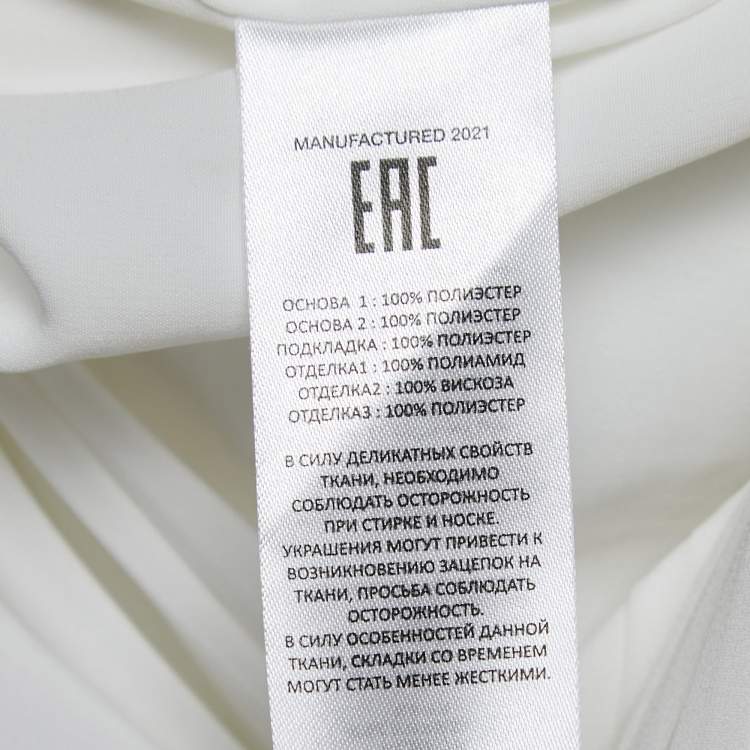 MANUFACTURED 2021
EAC
ОСНОВА 1 : 100% ПОЛИЭСТЕР
ОСНОВА 2 : 100% ПОЛИЭСТЕР
ПОДКЛАДКА : 100% ПОЛИЭСТЕР
ОТДЕЛКА1 : 100% ПОЛИАМИД
ОТДЕЛКА2 : 100% ВИСКОЗА
ОТДЕЛКА3 : 100% ПОЛИЭСТЕР
В СИЛУ ДЕЛИКАТНЫХ СВОЙСТВ
ТКАНИ, НЕОБХОДИМО
СОБЛЮДАТЬ ОСТОРОЖНОСТЬ
ПРИ СТИРКЕ И НОСКЕ.
УКРАШЕНИЯ МОГУТ ПРИВЕСТИ К
ВОЗНИКНОВЕНИЮ ЗАЦЕПОК НА
ТКАНИ, ПРОСЬБА СОБЛЮДАТЬ
ОСТОРОЖНОСТЬ.
В СИЛУ ОСОБЕННОСТЕЙ ДАННОЙ
ТКАНИ, СКЛАДКИ СО ВРЕМЕНЕМ
МОГУТ СТАТЬ МЕНЕЕ ЖЕСТКИМИ.